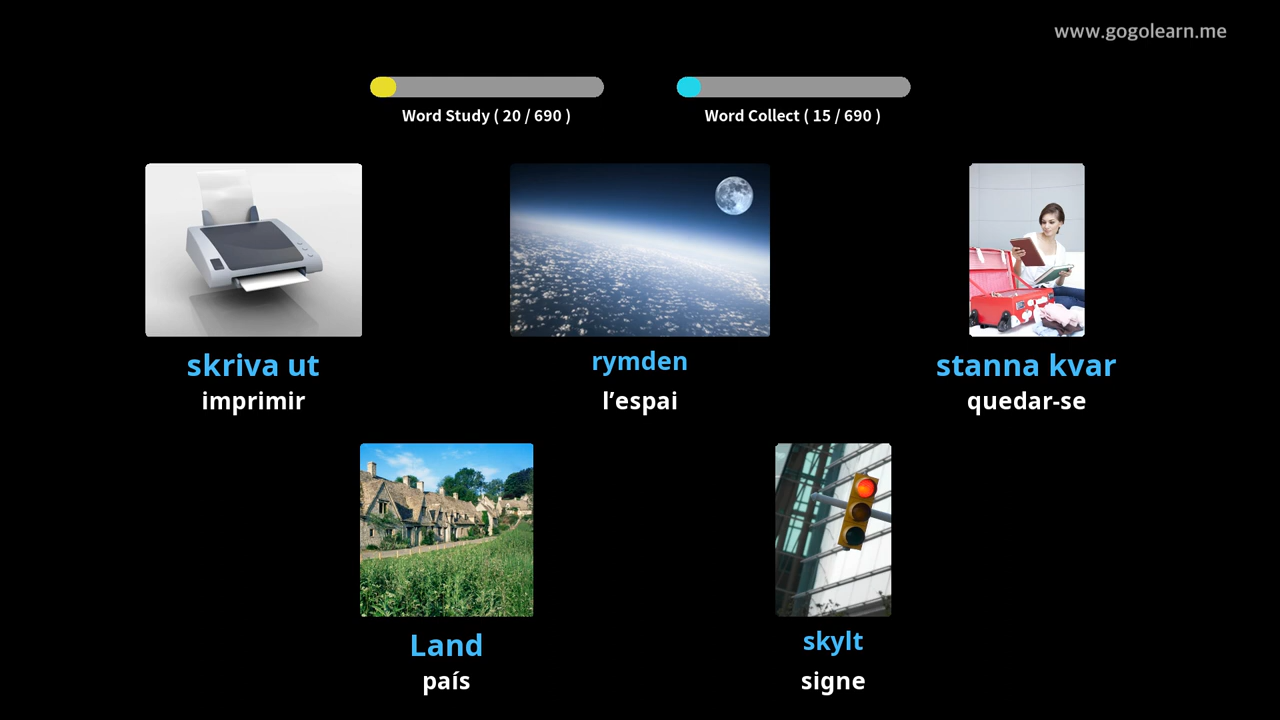 www.gogolearn.me
Word Study ( 20 / 690 )
Word Collect ( 15 / 690 )
skriva ut
imprimir
rymden
l’espai
stanna kvar
quedar-se
Land
país
skylt
signe